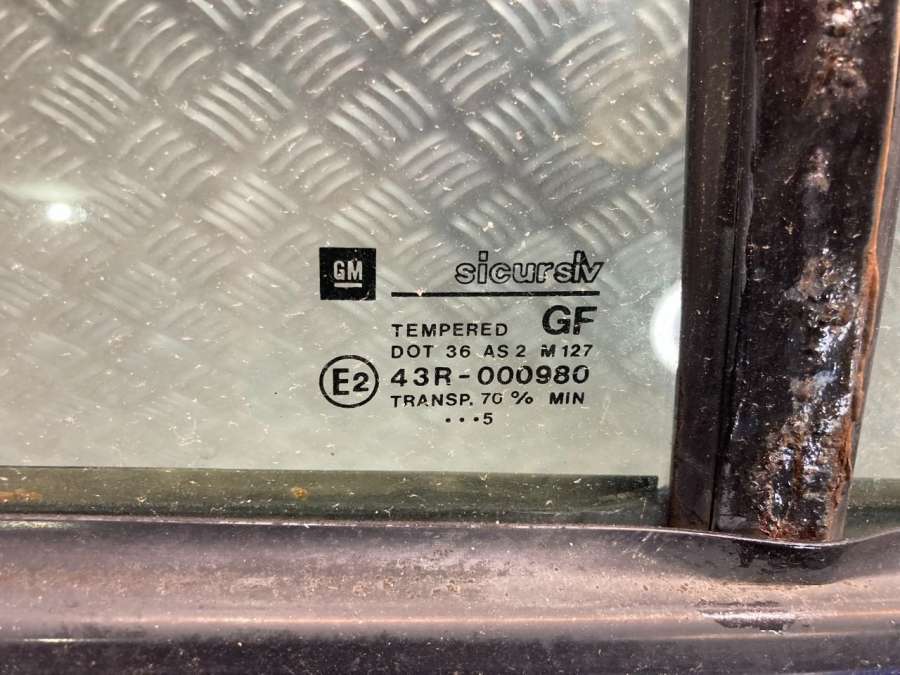 GM sicursiv
TEMPERED GF
DOT 36 AS2 M127
E2 43R-000980
TRANSP. 70% MIN
...5